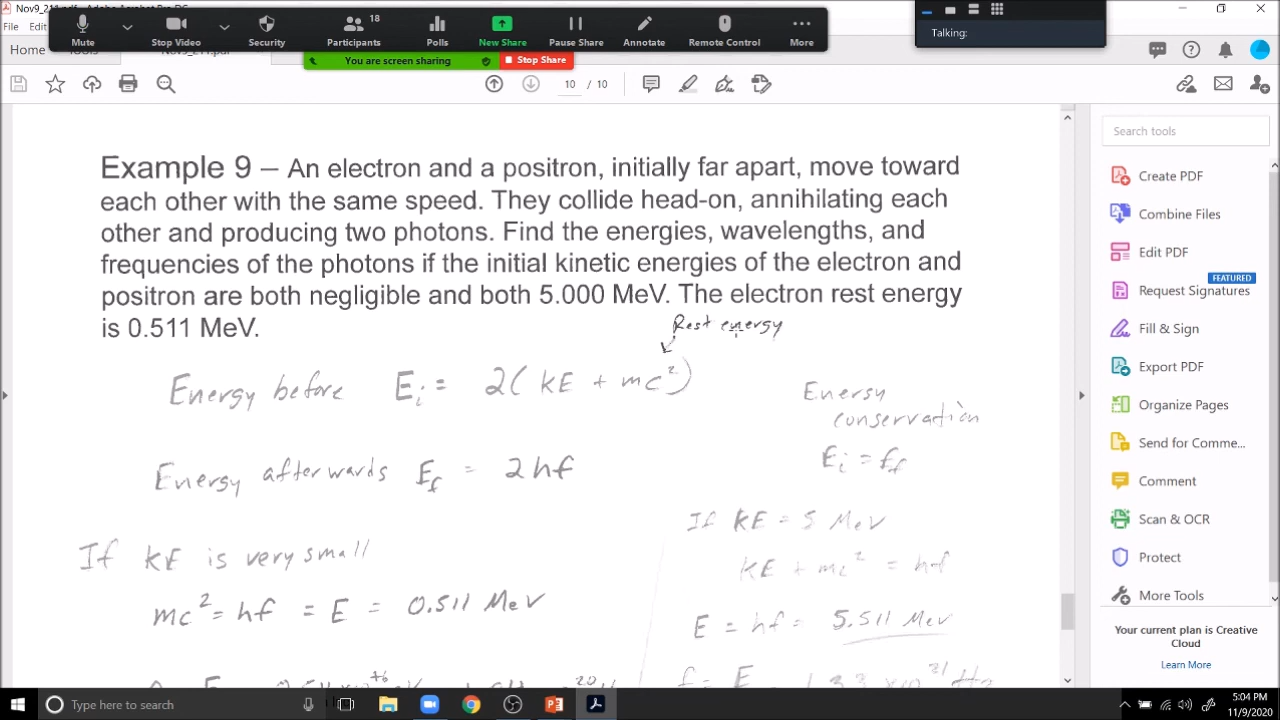 Nov9_211.pdf
File
Mute
Stop Video
Security
Participants
18
Polls
New Share
Pause Share
Annotate
Remote Control
More
Talking:
Home
Tools
Nov9_211.pdf
You are screen sharing
Stop Share
10 / 10
Example 9 – An electron and a positron, initially far apart, move toward
each other with the same speed. They collide head-on, annihilating each
other and producing two photons. Find the energies, wavelengths, and
frequencies of the photons if the initial kinetic energies of the electron and
positron are both negligible and both 5.000 MeV. The electron rest energy
is 0.511 MeV.
Rest energy
Energy before Ei = 2( KE + mc²)
Energy conservation
Ei = Ef
Energy afterwards Ef = 2hf
If KE is very small
mc² = hf = E = 0.511 MeV
If KE = 5 MeV
KE + mc² = hf
E = hf = 5.511 MeV
Search tools
Create PDF
Combine Files
Edit PDF
FEATURED
Request Signatures
Fill & Sign
Export PDF
Organize Pages
Send for Comme...
Comment
Scan & OCR
Protect
More Tools
Your current plan is Creative
Cloud
Learn More
Type here to search
5:04 PM
11/9/2020